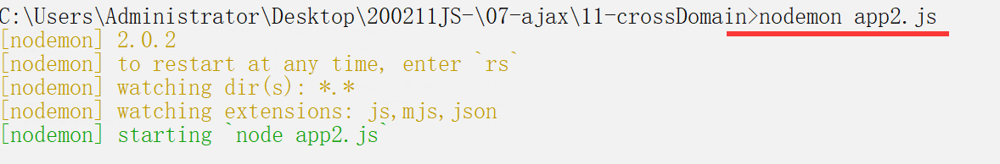 C:\Users\Administrator\Desktop\200211JS-\07-ajax\11-crossDomain>nodemon app2.js
[nodemon] 2.0.2
[nodemon] to restart at any time, enter `rs`
[nodemon] watching dir(s): *.*
[nodemon] watching extensions: js,mjs,json
[nodemon] starting `node app2.js`